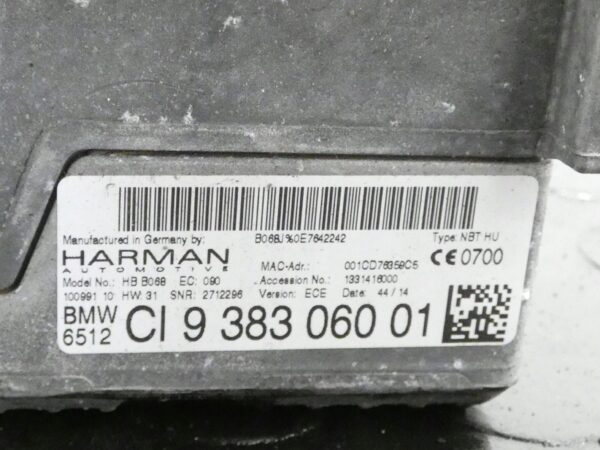 B068J%0E7642242
Manufactured in Germany by: Type: NBT HU
HARMAN
AUTOMOTIVE
MAC-Adr.: 001CD76359C5 CE 0700
Model No.: HB B068 EC: 090 Accession No.: 1331416000
100991 10 HW: 31 SNR: 2712296 Version: ECE Date: 44 / 14
BMW
6512 CI 9 383 060 01